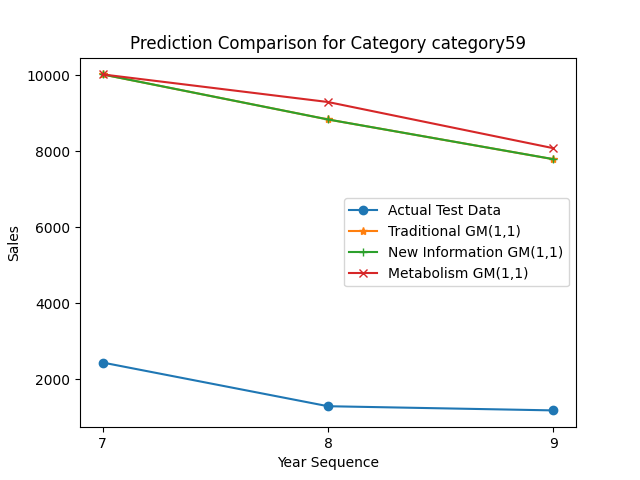 Prediction Comparison for Category category59
10000
8000
6000
4000
2000
Sales
Actual Test Data
Traditional GM(1,1)
New Information GM(1,1)
Metabolism GM(1,1)
7
8
9
Year Sequence